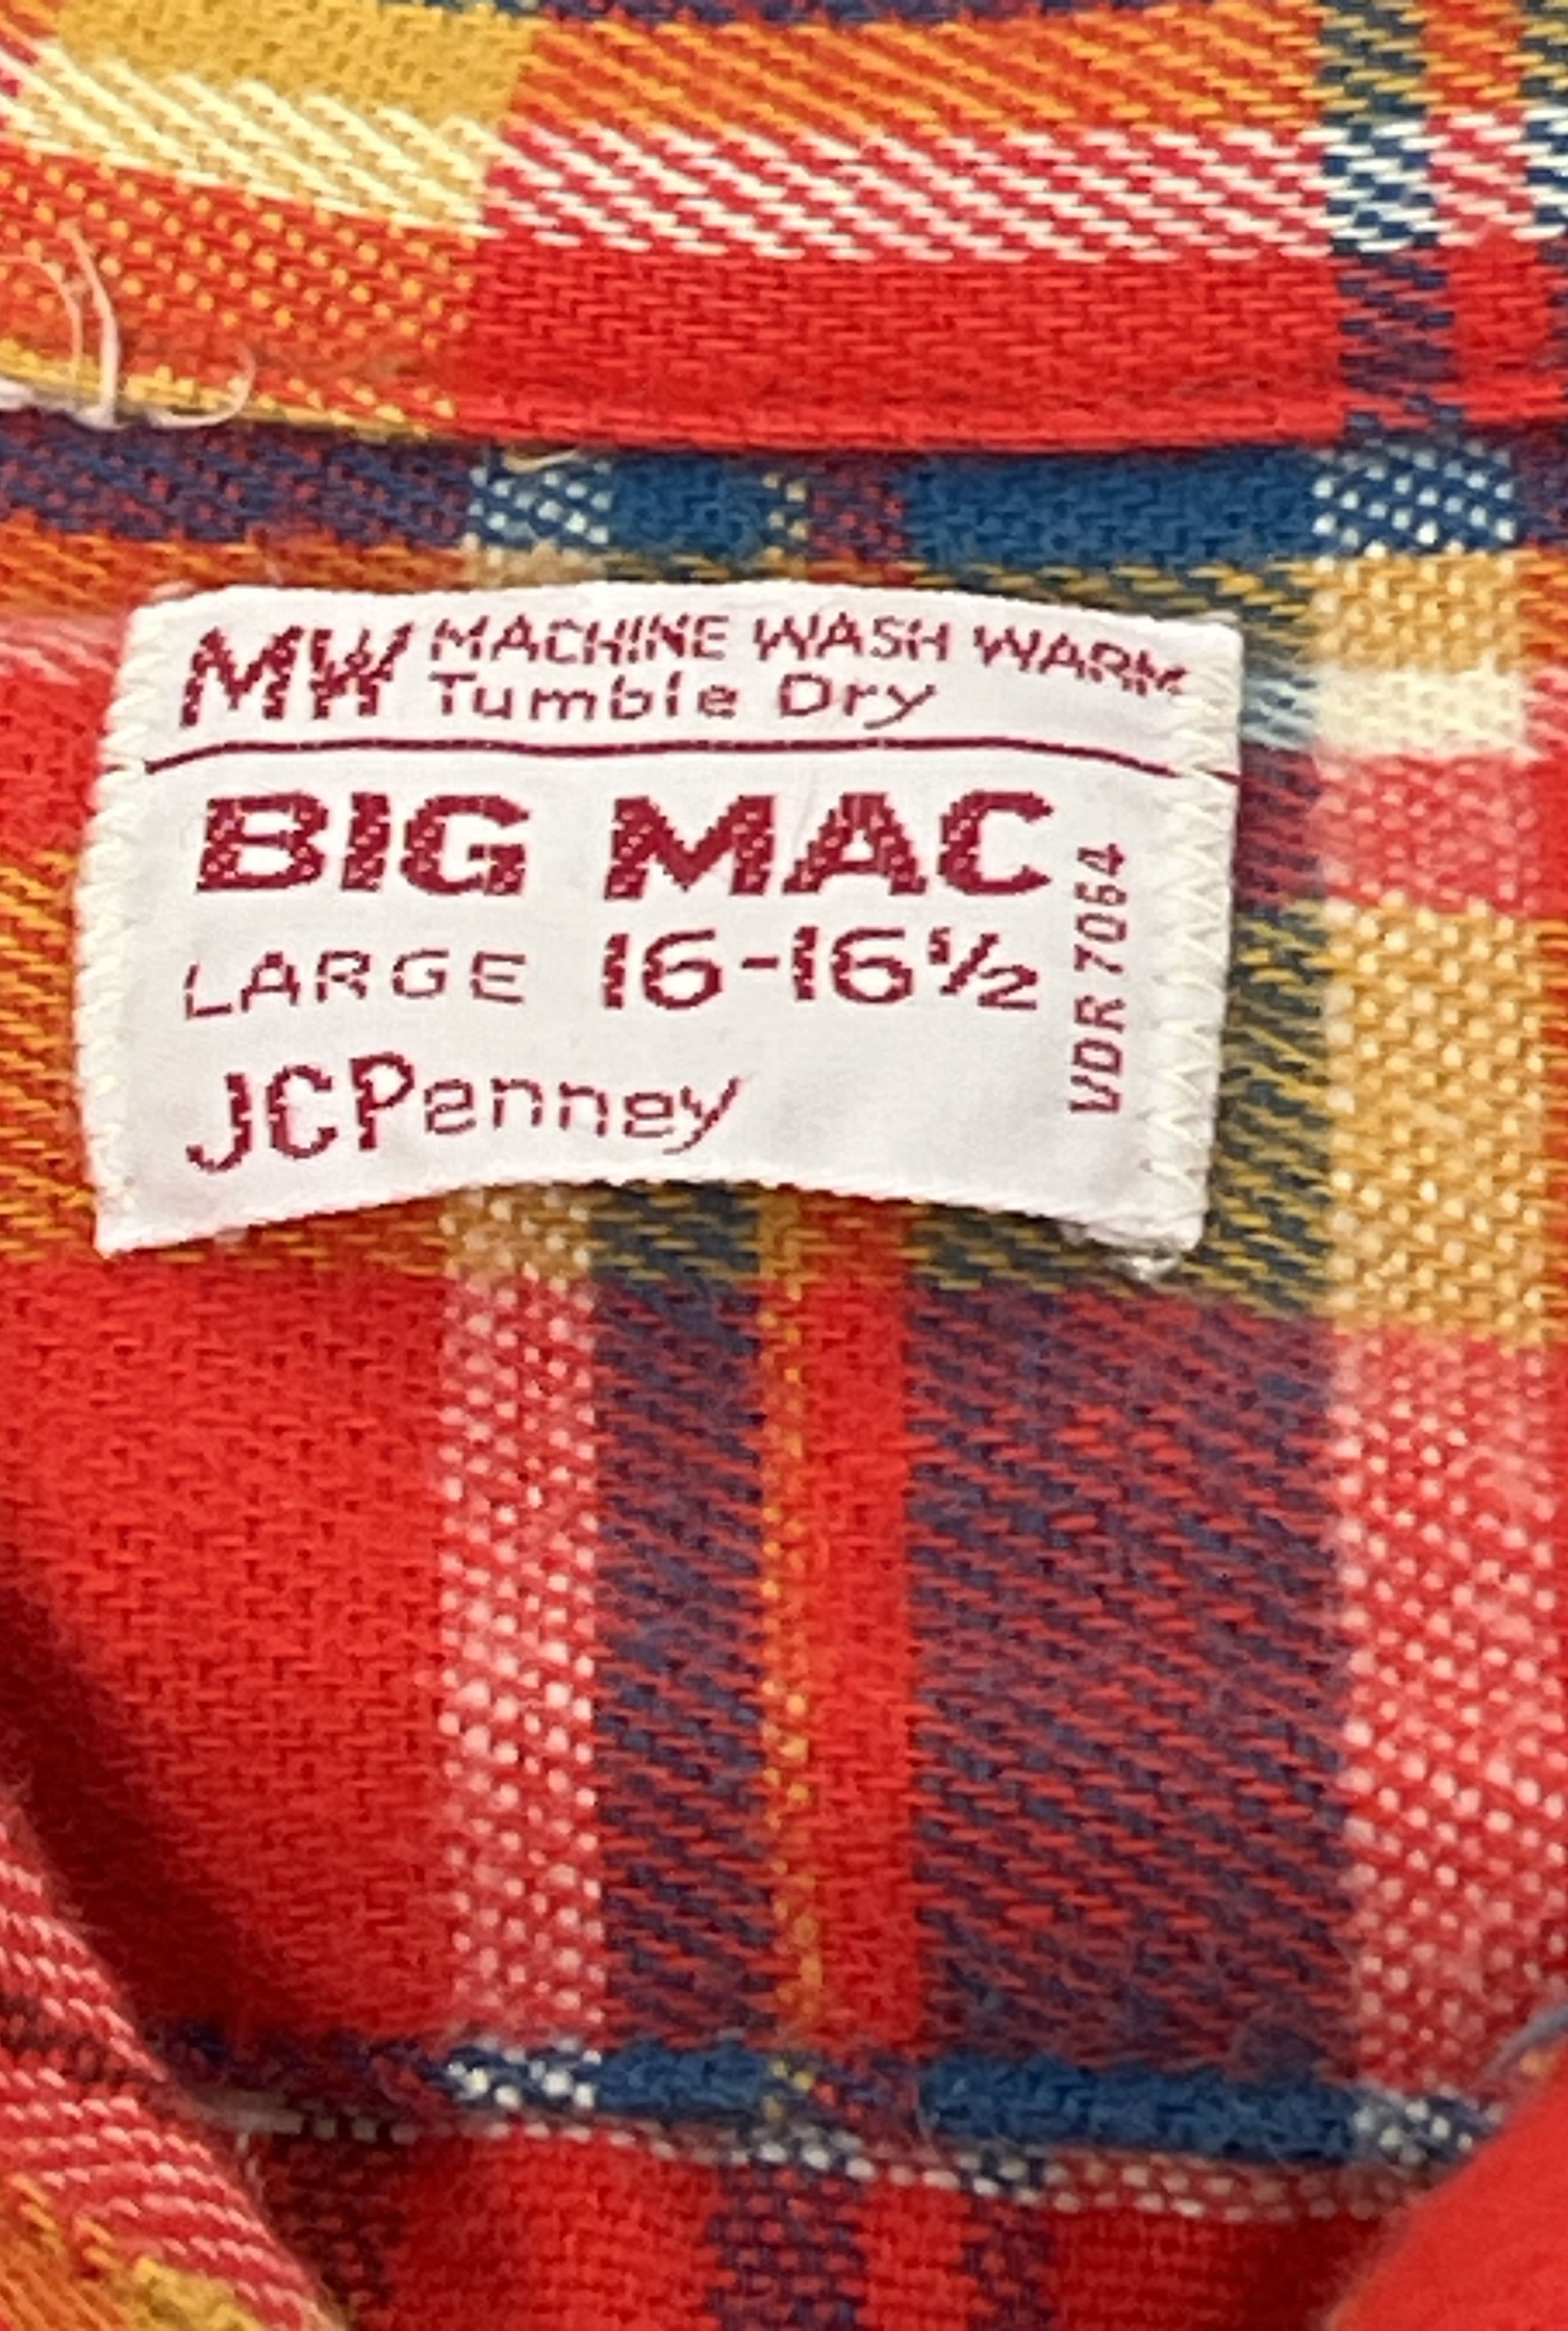 MW MACHINE WASH WARM
Tumble Dry
BIG MAC
LARGE 16-16½
JCPenney
VDR 7064